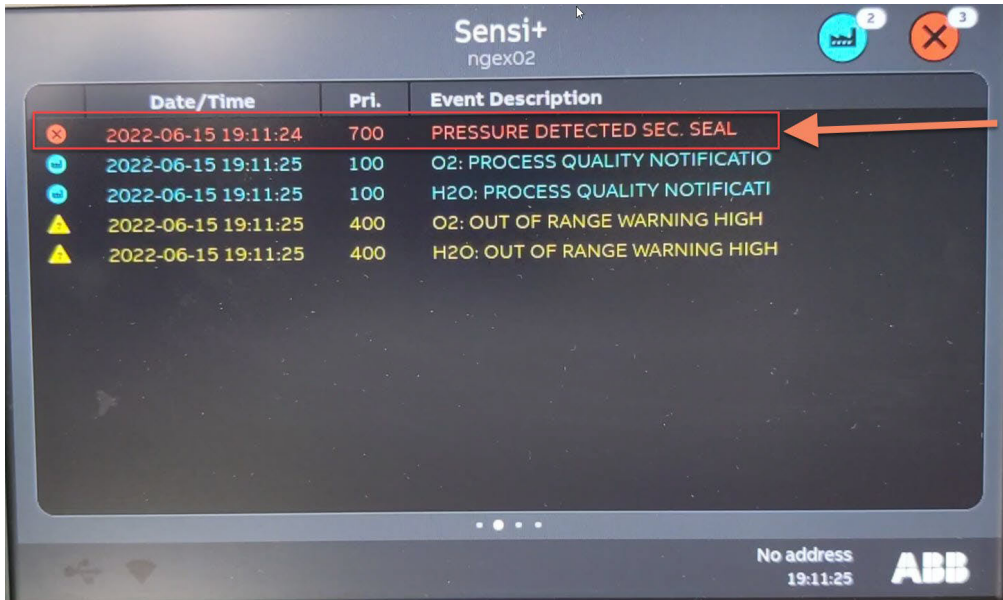 Sensi+
ngex02
2
3
Date/Time Pri. Event Description
2022-06-15 19:11:24 700 PRESSURE DETECTED SEC. SEAL
2022-06-15 19:11:25 100 O2: PROCESS QUALITY NOTIFICATIO
2022-06-15 19:11:25 100 H2O: PROCESS QUALITY NOTIFICATI
2022-06-15 19:11:25 400 O2: OUT OF RANGE WARNING HIGH
2022-06-15 19:11:25 400 H2O: OUT OF RANGE WARNING HIGH
No address
19:11:25
ABB